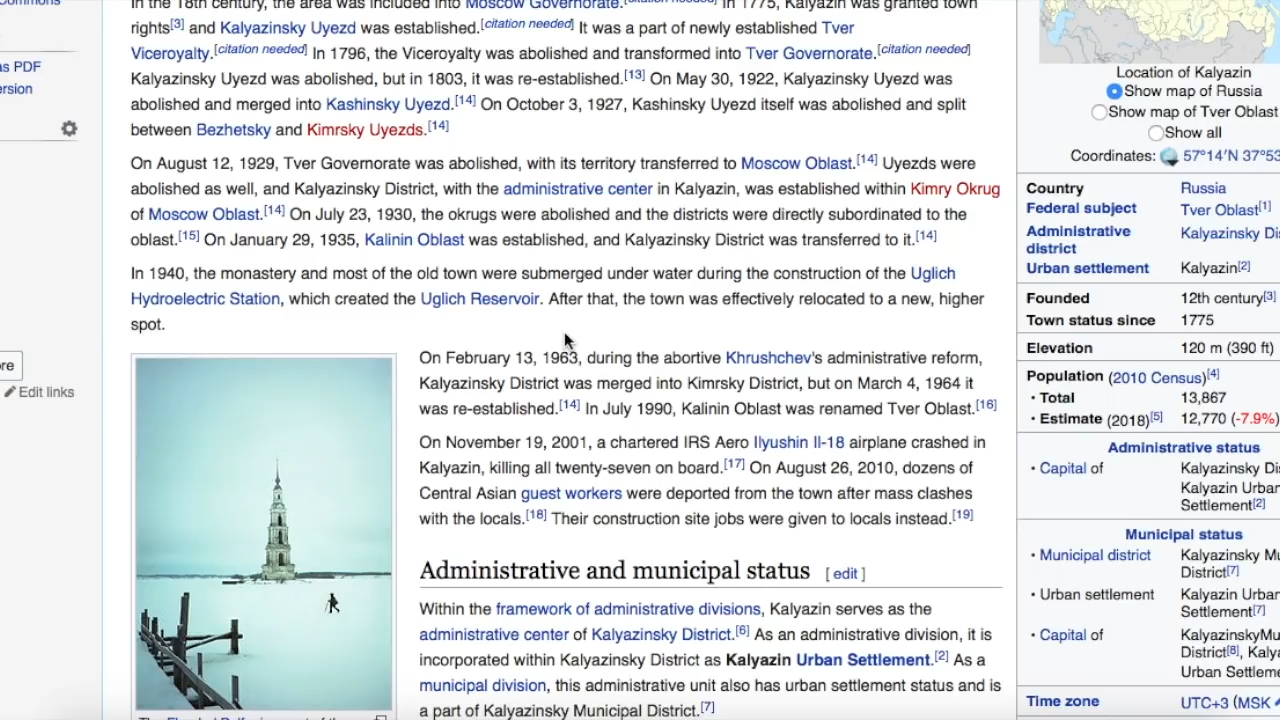 ommons
as PDF
ersion
ore
Edit links
In the 18th century, the area was included into Moscow Governorate.[citation needed] In 1775, Kalyazin was granted town
rights[3] and Kalyazinsky Uyezd was established.[citation needed] It was a part of newly established Tver
Viceroyalty.[citation needed] In 1796, the Viceroyalty was abolished and transformed into Tver Governorate.[citation needed]
Kalyazinsky Uyezd was abolished, but in 1803, it was re-established.[13] On May 30, 1922, Kalyazinsky Uyezd was
abolished and merged into Kashinsky Uyezd.[14] On October 3, 1927, Kashinsky Uyezd itself was abolished and split
between Bezhetsky and Kimrsky Uyezds.[14]
On August 12, 1929, Tver Governorate was abolished, with its territory transferred to Moscow Oblast.[14] Uyezds were
abolished as well, and Kalyazinsky District, with the administrative center in Kalyazin, was established within Kimry Okrug
of Moscow Oblast.[14] On July 23, 1930, the okrugs were abolished and the districts were directly subordinated to the
oblast.[15] On January 29, 1935, Kalinin Oblast was established, and Kalyazinsky District was transferred to it.[14]
In 1940, the monastery and most of the old town were submerged under water during the construction of the Uglich
Hydroelectric Station, which created the Uglich Reservoir. After that, the town was effectively relocated to a new, higher
spot.
On February 13, 1963, during the abortive Khrushchev's administrative reform,
Kalyazinsky District was merged into Kimrsky District, but on March 4, 1964 it
was re-established.[14] In July 1990, Kalinin Oblast was renamed Tver Oblast.[16]
On November 19, 2001, a chartered IRS Aero Ilyushin Il-18 airplane crashed in
Kalyazin, killing all twenty-seven on board.[17] On August 26, 2010, dozens of
Central Asian guest workers were deported from the town after mass clashes
with the locals.[18] Their construction site jobs were given to locals instead.[19]
Administrative and municipal status [ edit ]
Within the framework of administrative divisions, Kalyazin serves as the
administrative center of Kalyazinsky District.[6] As an administrative division, it is
incorporated within Kalyazinsky District as Kalyazin Urban Settlement.[2] As a
municipal division, this administrative unit also has urban settlement status and is
a part of Kalyazinsky Municipal District.[7]
Location of Kalyazin
Show map of Russia
Show map of Tver Oblast
Show all
Coordinates: 57°14′N 37°53
Country Russia
Federal subject Tver Oblast[1]
Administrative Kalyazinsky Di
district
Urban settlement Kalyazin[2]
Founded 12th century[3]
Town status since 1775
Elevation 120 m (390 ft)
Population (2010 Census)[4]
• Total 13,867
• Estimate (2018)[5] 12,770 (-7.9%)
Administrative status
• Capital of Kalyazinsky Di
Kalyazin Urban
Settlement[2]
Municipal status
• Municipal district Kalyazinsky Mu
District[7]
• Urban settlement Kalyazin Urban
Settlement[7]
• Capital of KalyazinskyMu
District[8], Kalya
Urban Settleme
Time zone UTC+3 (MSK